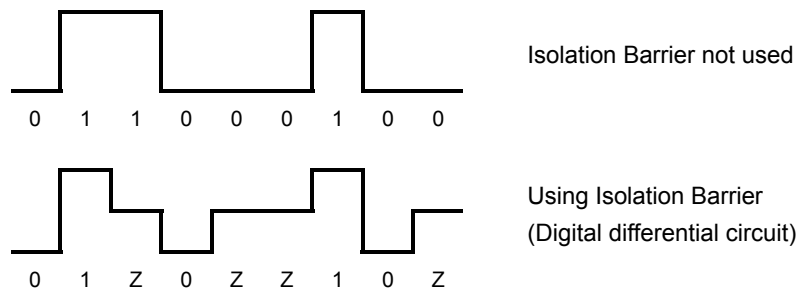 Isolation Barrier not used
0 1 1 0 0 0 1 0 0
Using Isolation Barrier
(Digital differential circuit)
0 1 Z 0 Z Z 1 0 Z